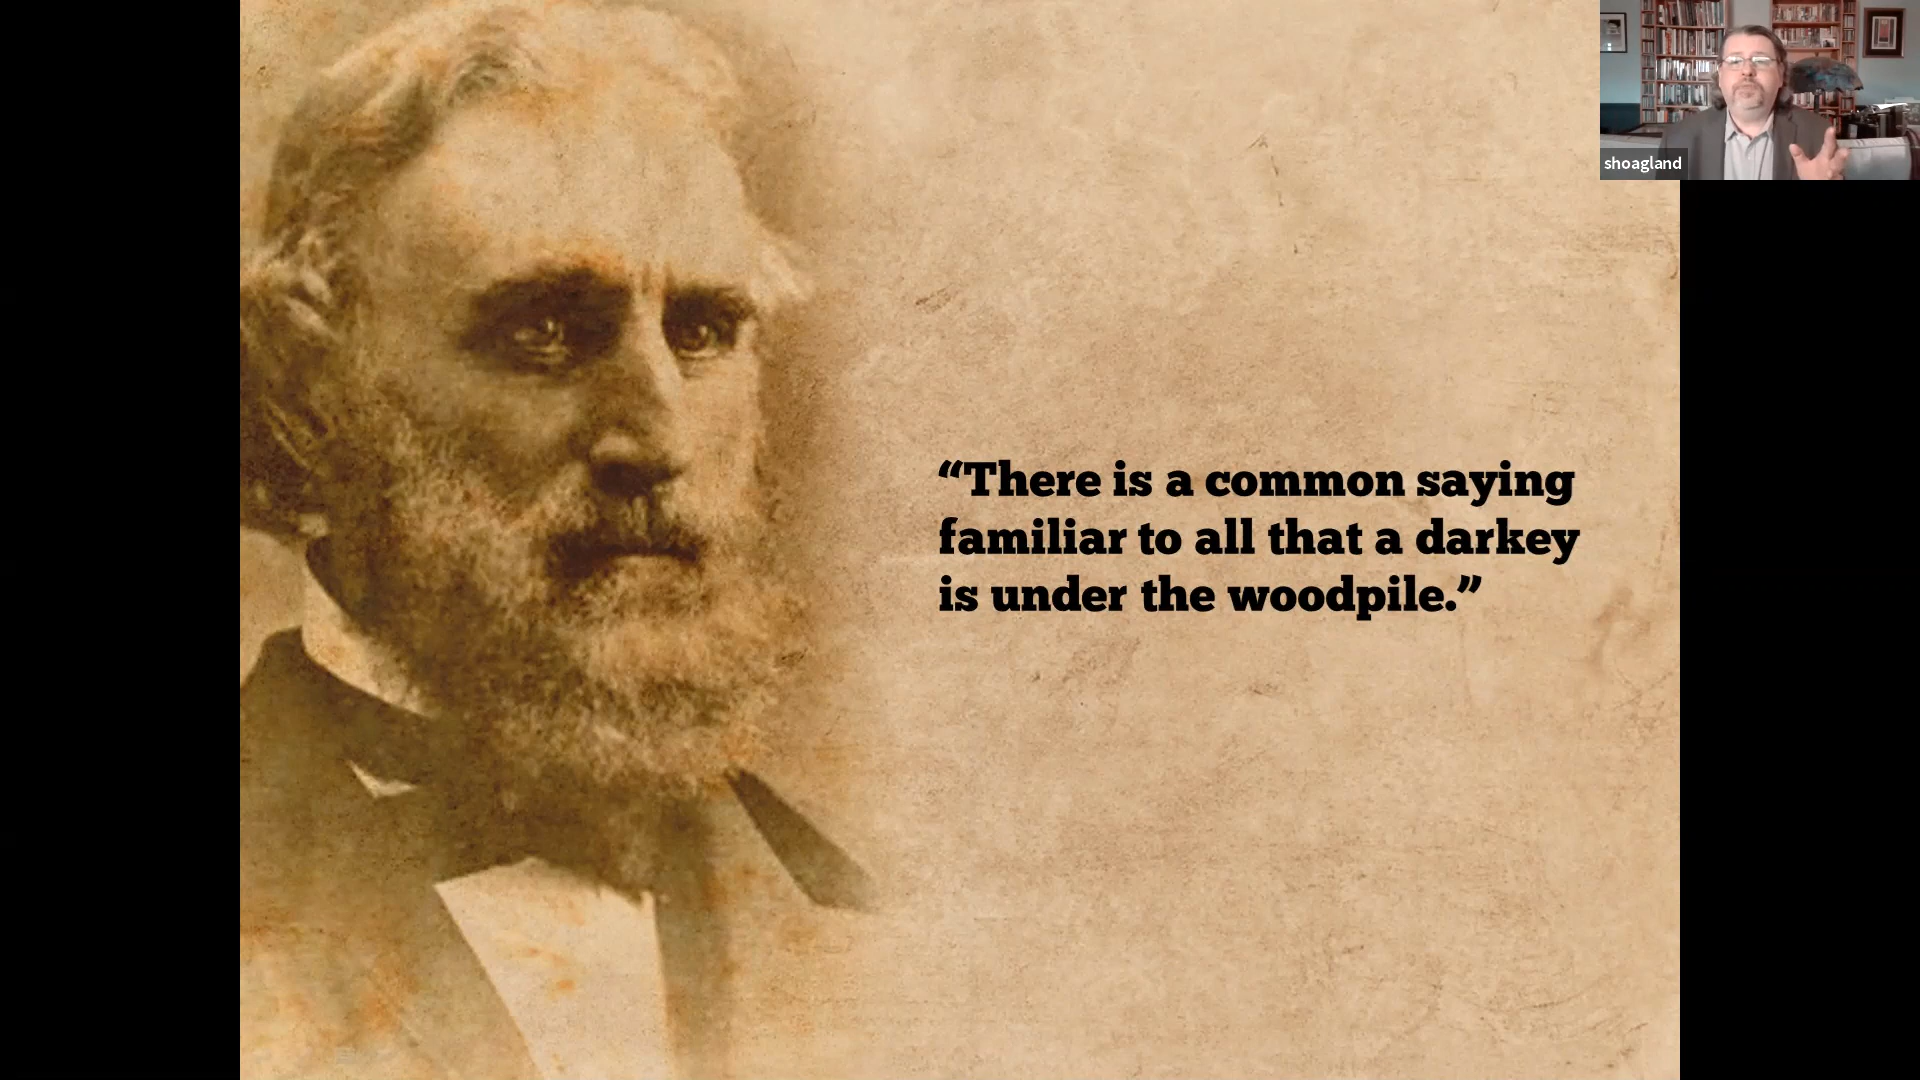 shoagland
“There is a common saying
familiar to all that a darkey
is under the woodpile.”